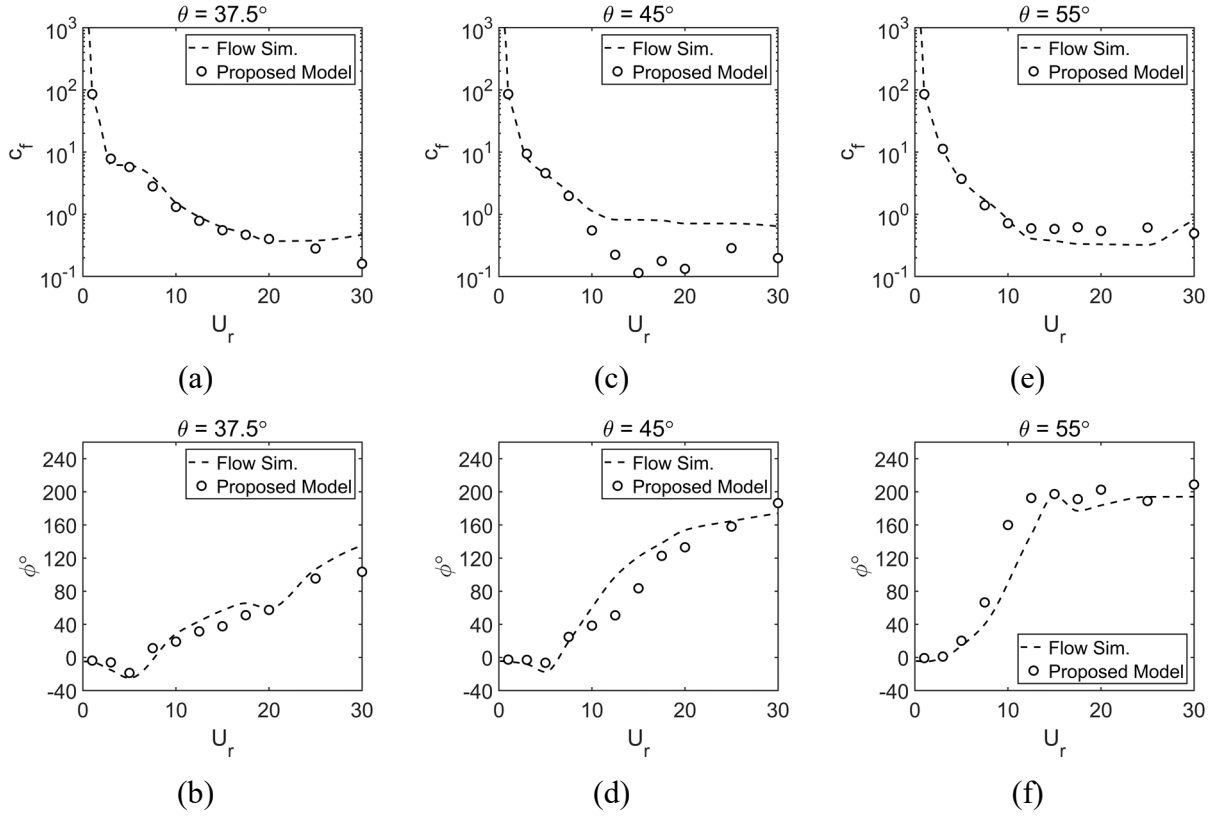 θ = 37.5°
10³
10²
10¹
10⁰
10⁻¹
c_f
Flow Sim.
Proposed Model
0 10 20 30
U_r
(a)
θ = 45°
10³
10²
10¹
10⁰
10⁻¹
c_f
Flow Sim.
Proposed Model
0 10 20 30
U_r
(c)
θ = 55°
10³
10²
10¹
10⁰
10⁻¹
c_f
Flow Sim.
Proposed Model
0 10 20 30
U_r
(e)
θ = 37.5°
240
200
160
120
80
40
0
-40
ϕ°
Flow Sim.
Proposed Model
0 10 20 30
U_r
(b)
θ = 45°
240
200
160
120
80
40
0
-40
ϕ°
Flow Sim.
Proposed Model
0 10 20 30
U_r
(d)
θ = 55°
240
200
160
120
80
40
0
-40
ϕ°
Flow Sim.
Proposed Model
0 10 20 30
U_r
(f)